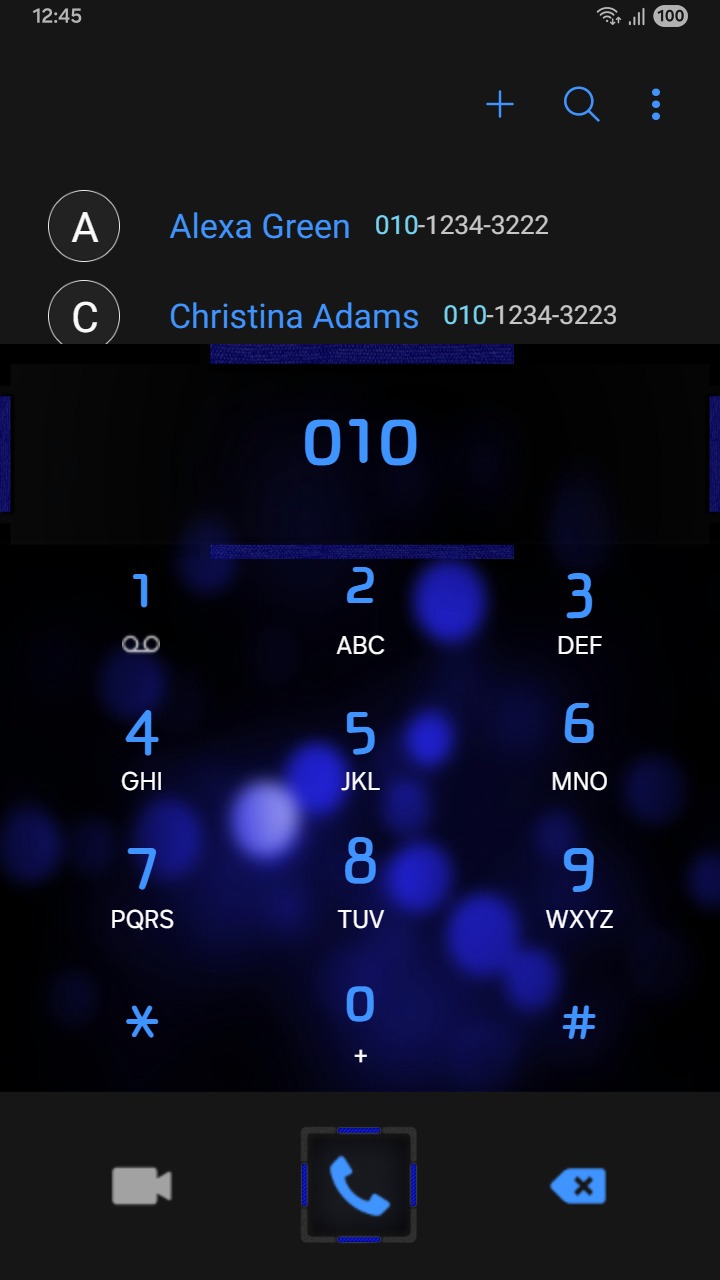 12:45 100
A Alexa Green 010-1234-3222
C Christina Adams 010-1234-3223
010
1 2 3
ABC DEF
4 5 6
GHI JKL MNO
7 8 9
PQRS TUV WXYZ
* 0 #
+